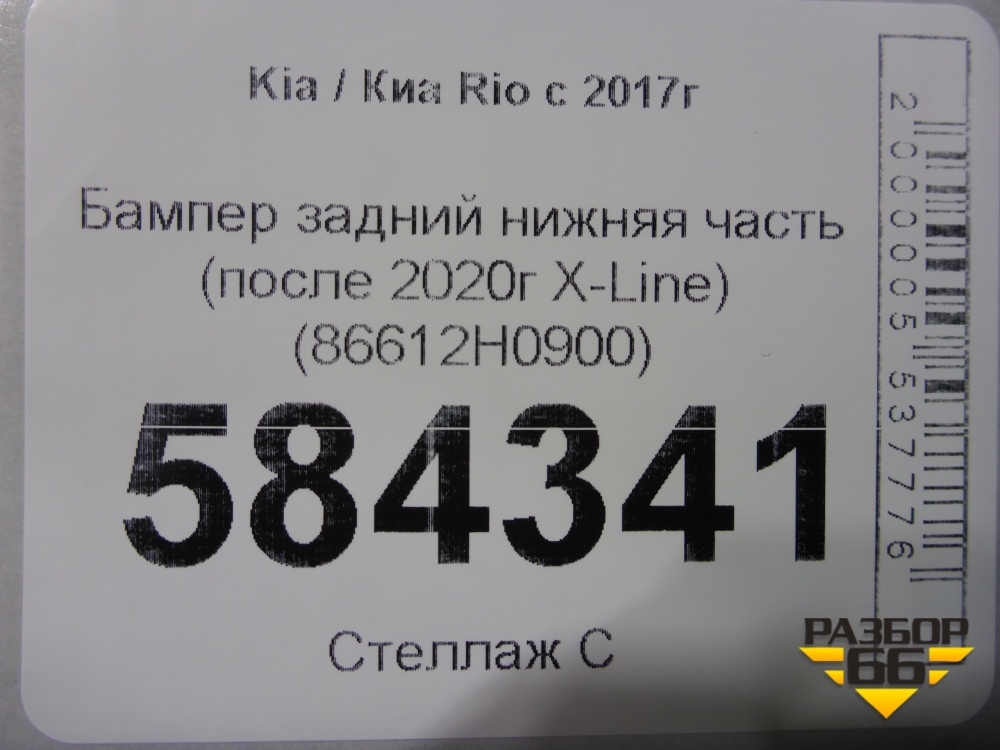 Kia / Киа Rio с 2017г
Бампер задний нижняя часть
(после 2020г X-Line)
(86612H0900)
584341
Стеллаж С
2000005537776
РАЗБОР
66